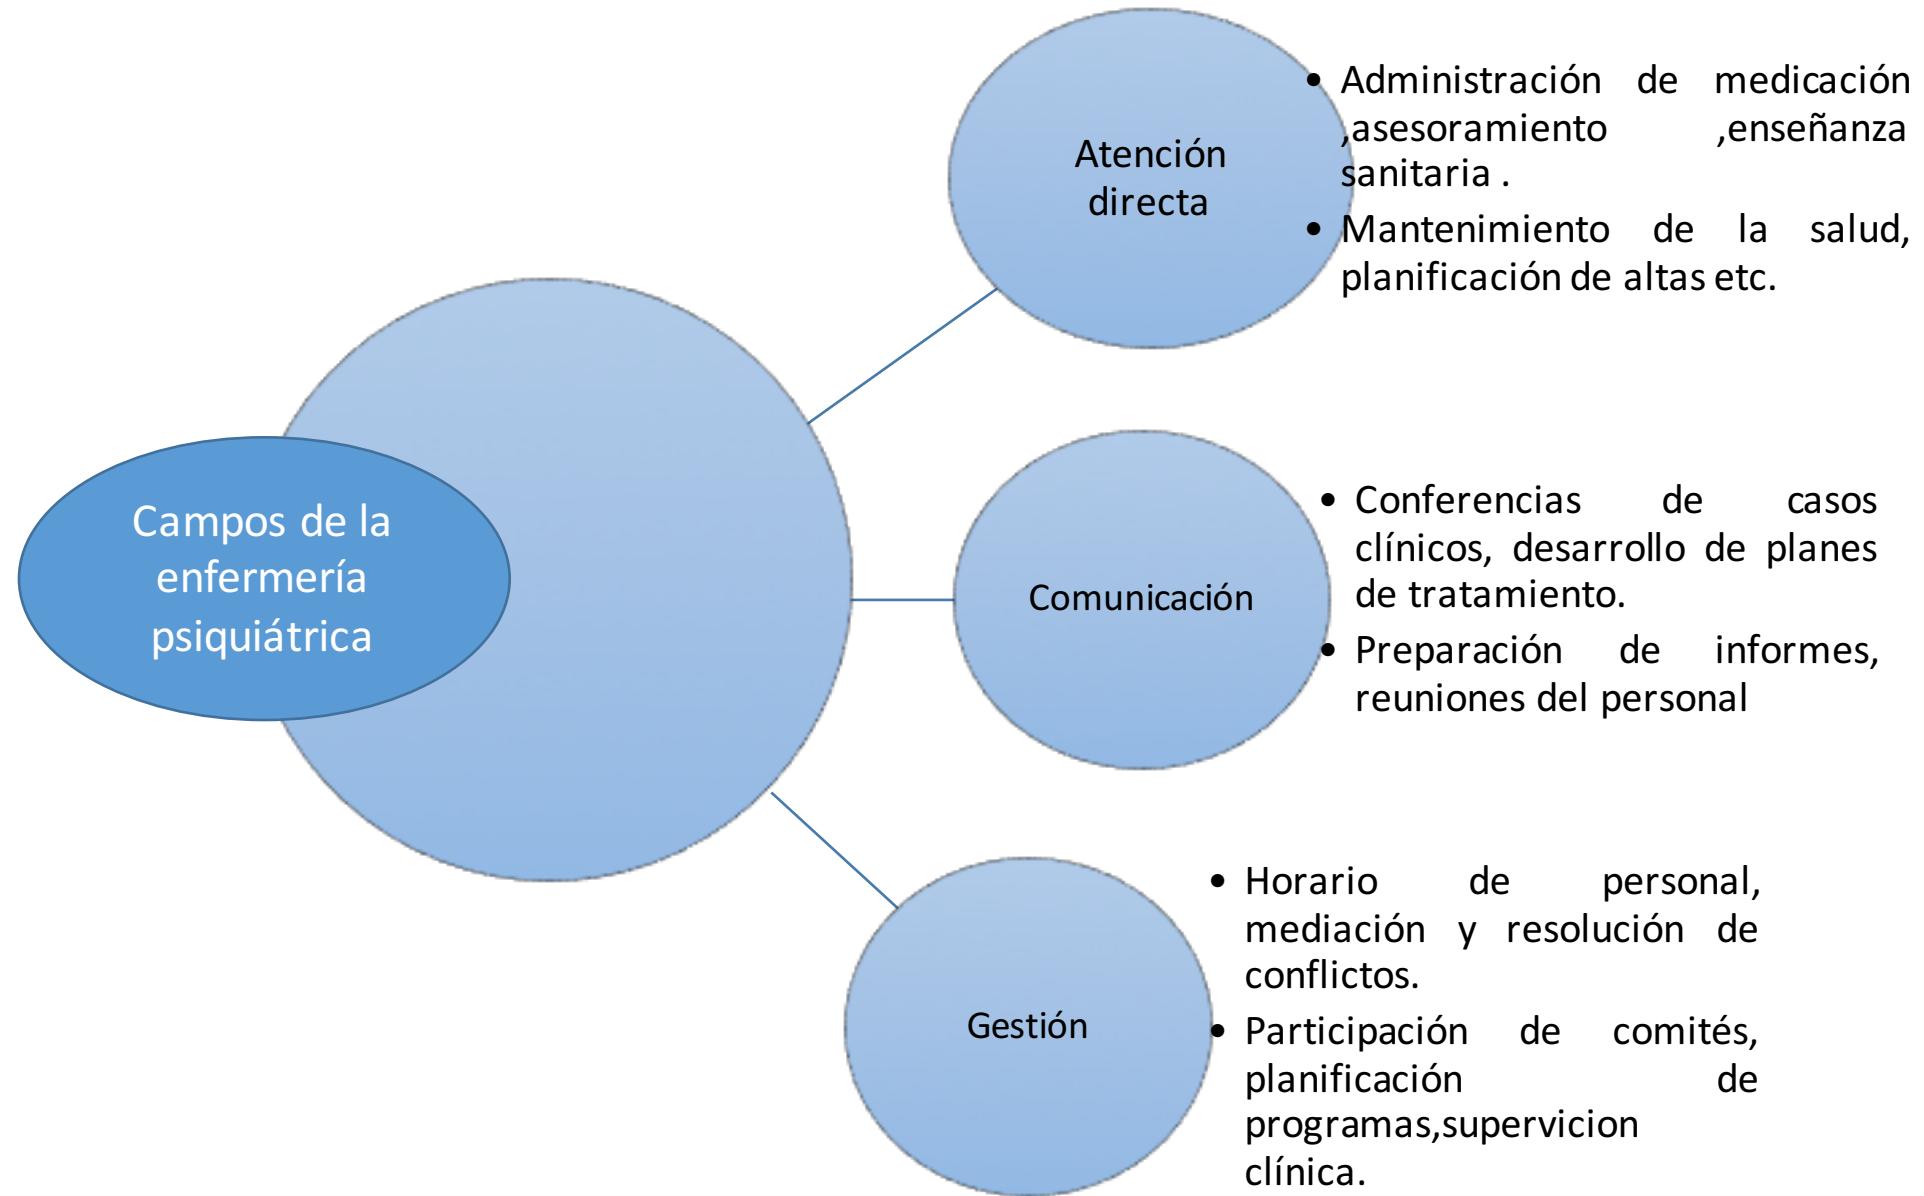 Campos de la
enfermería
psiquiátrica
Atención
directa
• Administración de medicación
,asesoramiento ,enseñanza
sanitaria .
• Mantenimiento de la salud,
planificación de altas etc.
Comunicación
• Conferencias de casos
clínicos, desarrollo de planes
de tratamiento.
• Preparación de informes,
reuniones del personal
Gestión
• Horario de personal,
mediación y resolución de
conflictos.
• Participación de comités,
planificación de
programas,supervicion
clínica.